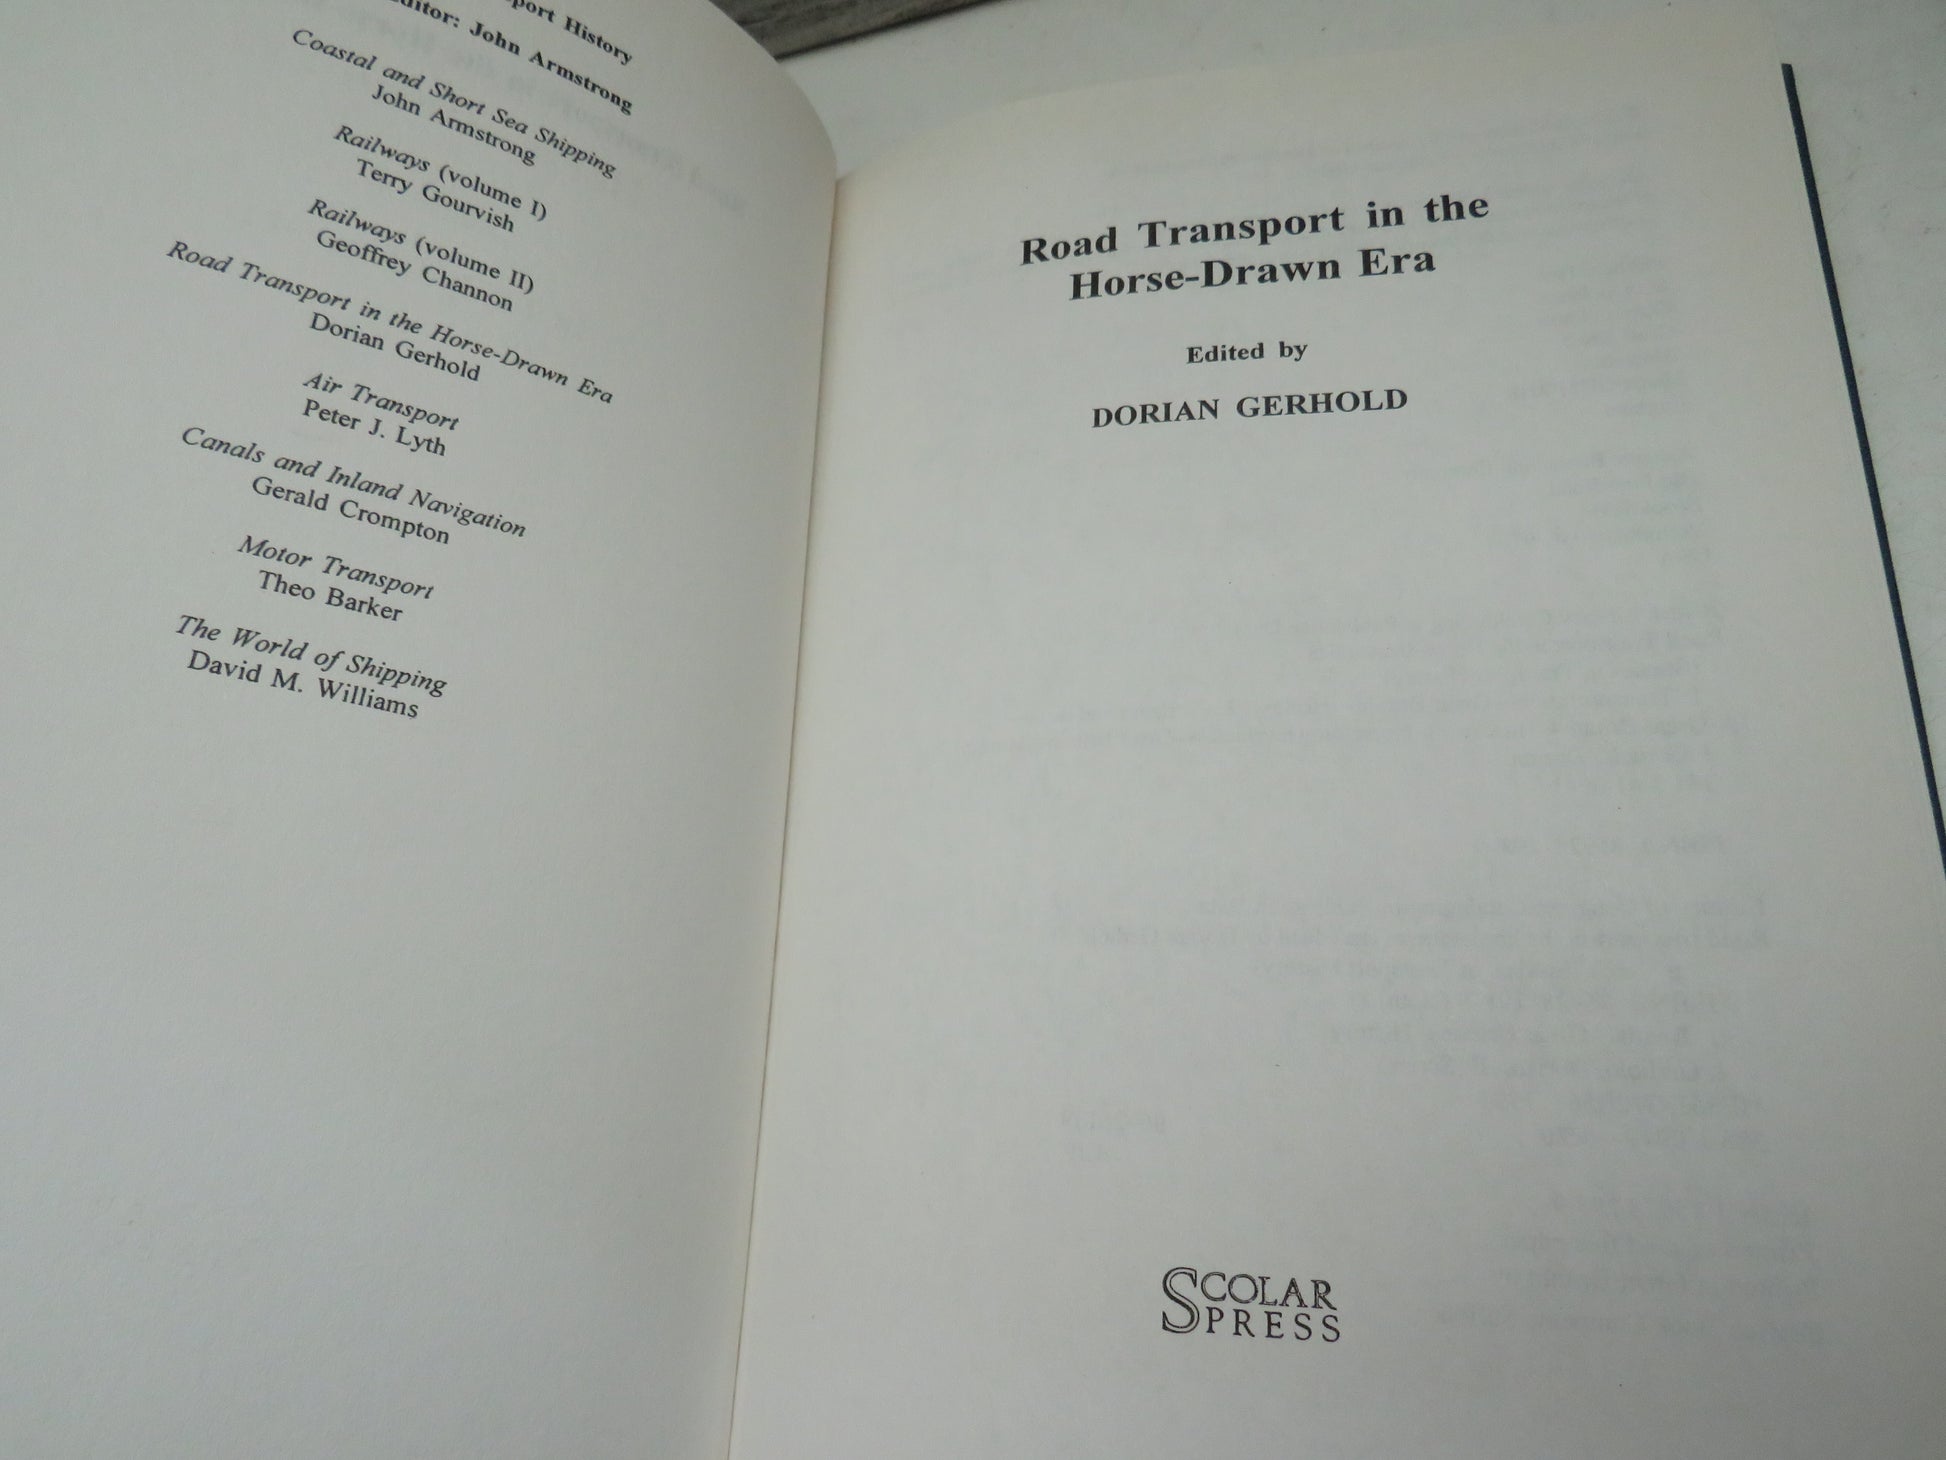 History
Editor: John Armstrong
Coastal and Short Sea Shipping
John Armstrong
Railways (volume I)
Terry Gourvish
Railways (volume II)
Geoffrey Channon
Road Transport in the Horse-Drawn Era
Dorian Gerhold
Air Transport
Peter J. Lyth
Canals and Inland Navigation
Gerald Crompton
Motor Transport
Theo Barker
The World of Shipping
David M. Williams
Road Transport in the
Horse-Drawn Era
Edited by
DORIAN GERHOLD
SCOLAR
PRESS